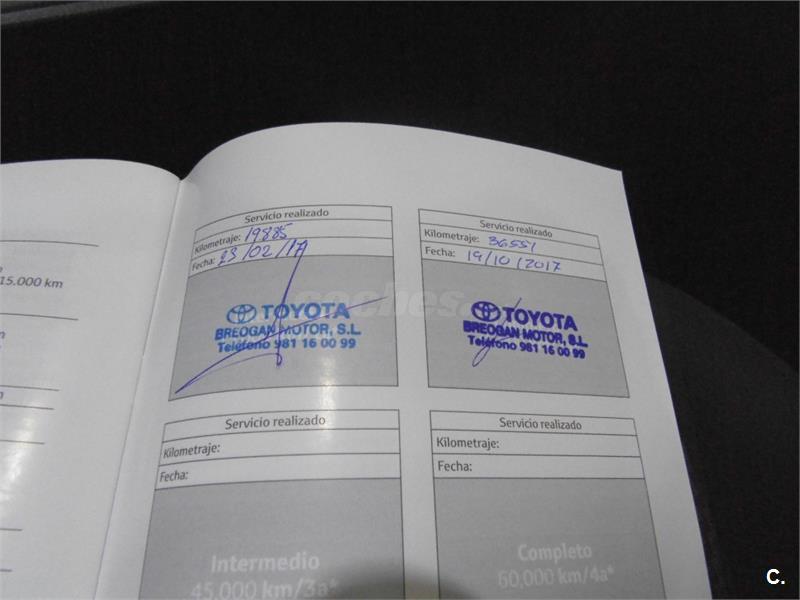 15.000 km
Servicio realizado
Kilometraje: 19885
Fecha: 23/02/17
TOYOTA
BREOGAN MOTOR, S.L.
Teléfono 981 16 00 99
Servicio realizado
Kilometraje: 36551
Fecha: 19/10/2017
TOYOTA
BREOGAN MOTOR, S.L.
Teléfono 981 16 00 99
Servicio realizado
Kilometraje:
Fecha:
Intermedio
45.000 km/3a*
Servicio realizado
Kilometraje:
Fecha:
Completo
60.000 km/4a*
coches.
C.